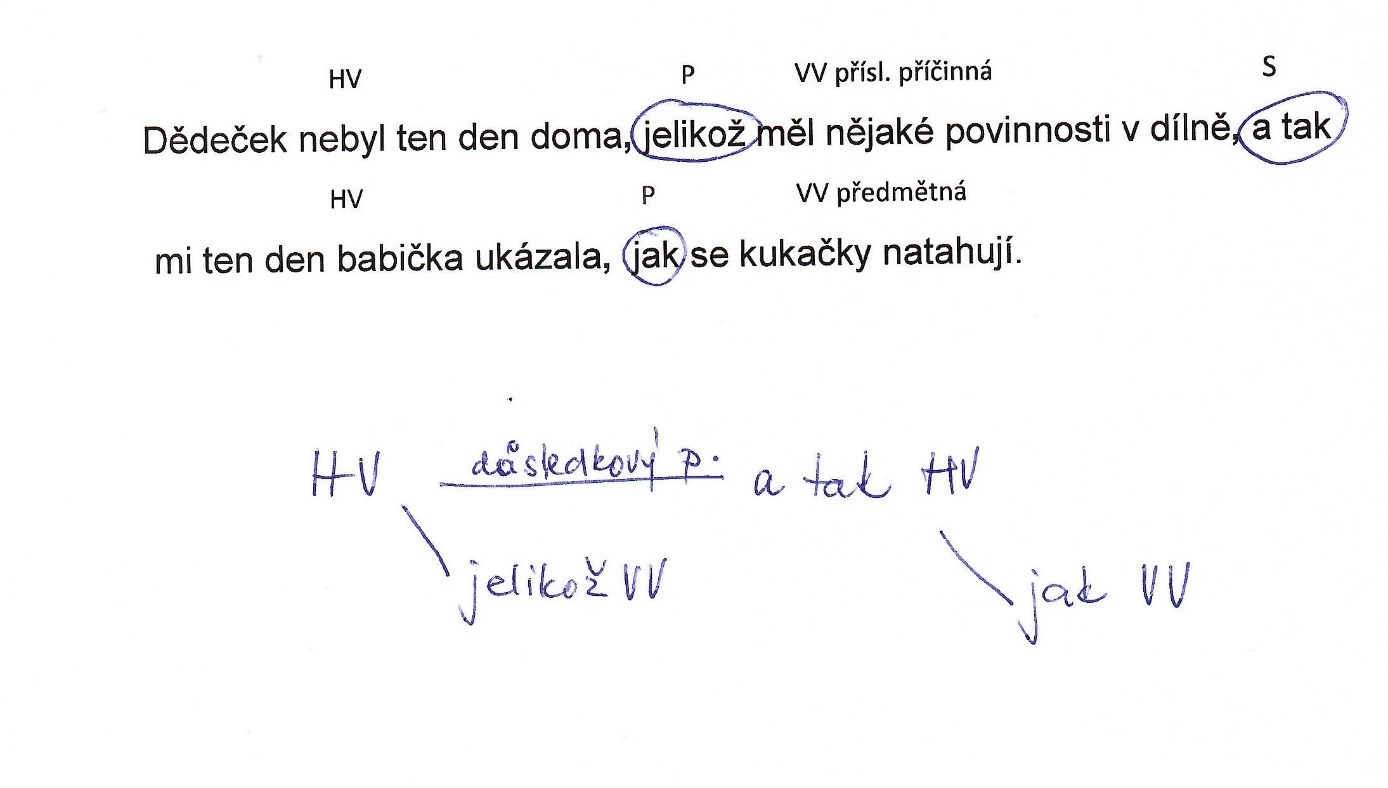 HV P VV přísl. příčinná S
Dědeček nebyl ten den doma, jelikož měl nějaké povinnosti v dílně, a tak
HV P VV předmětná
mi ten den babička ukázala, jak se kukačky natahují.
HV důsledkový p. a tak HV
jelikož VV jak VV